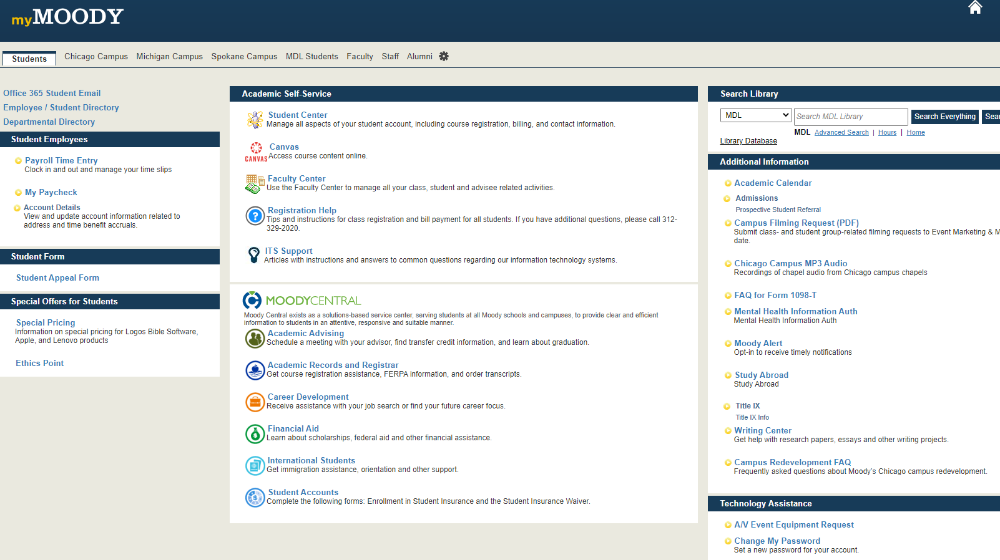 myMOODY
Students
Chicago Campus
Michigan Campus
Spokane Campus
MDL Students
Faculty
Staff
Alumni
Office 365 Student Email
Employee / Student Directory
Departmental Directory
Student Employees
Payroll Time Entry
Clock in and out and manage your time slips
My Paycheck
Account Details
View and update account information related to
address and time benefit accruals.
Student Form
Student Appeal Form
Special Offers for Students
Special Pricing
Information on special pricing for Logos Bible Software,
Apple, and Lenovo products
Ethics Point
Academic Self-Service
Student Center
Manage all aspects of your student account, including course registration, billing, and contact information.
CANVAS
Canvas
Access course content online.
Faculty Center
Use the Faculty Center to manage all your class, student and advisee related activities.
Registration Help
Tips and instructions for class registration and bill payment for all students. If you have additional questions, please call 312-
329-2020.
ITS Support
Articles with instructions and answers to common questions regarding our information technology systems.
MOODYCENTRAL
Moody Central exists as a solutions-based service center, serving students at all Moody schools and campuses, to provide clear and efficient
information to students in an attentive, responsive and suitable manner.
Academic Advising
Schedule a meeting with your advisor, find transfer credit information, and learn about graduation.
Academic Records and Registrar
Get course registration assistance, FERPA information, and order transcripts.
Career Development
Receive assistance with your job search or find your future career focus.
Financial Aid
Learn about scholarships, federal aid and other financial assistance.
International Students
Get immigration assistance, orientation and other support.
Student Accounts
Complete the following forms: Enrollment in Student Insurance and the Student Insurance Waiver.
Search Library
MDL
Search MDL Library
Search Everything
Sea
MDL Advanced Search | Hours | Home
Library Database
Additional Information
Academic Calendar
Admissions
Prospective Student Referral
Campus Filming Request (PDF)
Submit class- and student group-related filming requests to Event Marketing & M
date.
Chicago Campus MP3 Audio
Recordings of chapel audio from Chicago campus chapels
FAQ for Form 1098-T
Mental Health Information Auth
Mental Health Information Auth
Moody Alert
Opt-in to receive timely notifications
Study Abroad
Study Abroad
Title IX
Title IX Info
Writing Center
Get help with research papers, essays and other writing projects.
Campus Redevelopment FAQ
Frequently asked questions about Moody's Chicago campus redevelopment.
Technology Assistance
A/V Event Equipment Request
Change My Password
Set a new password for your account.